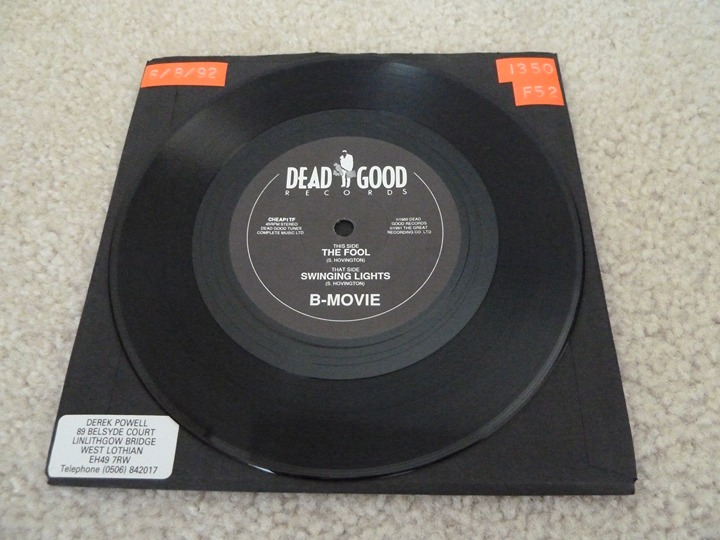 6/8/92
1350
F52
DEAD GOOD
RECORDS
CHEAP1TF
45RPM STEREO
DEAD GOOD TUNES
COMPLETE MUSIC LTD
℗1980 DEAD
GOOD RECORDS
©1991 THE GREAT
RECORDING CO. LTD
THIS SIDE
THE FOOL
(S. HOVINGTON)
THAT SIDE
SWINGING LIGHTS
(S. HOVINGTON)
B-MOVIE
DEREK POWELL
89 BELSYDE COURT
LINLITHGOW BRIDGE
WEST LOTHIAN
EH49 7RW
Telephone (0506) 842017